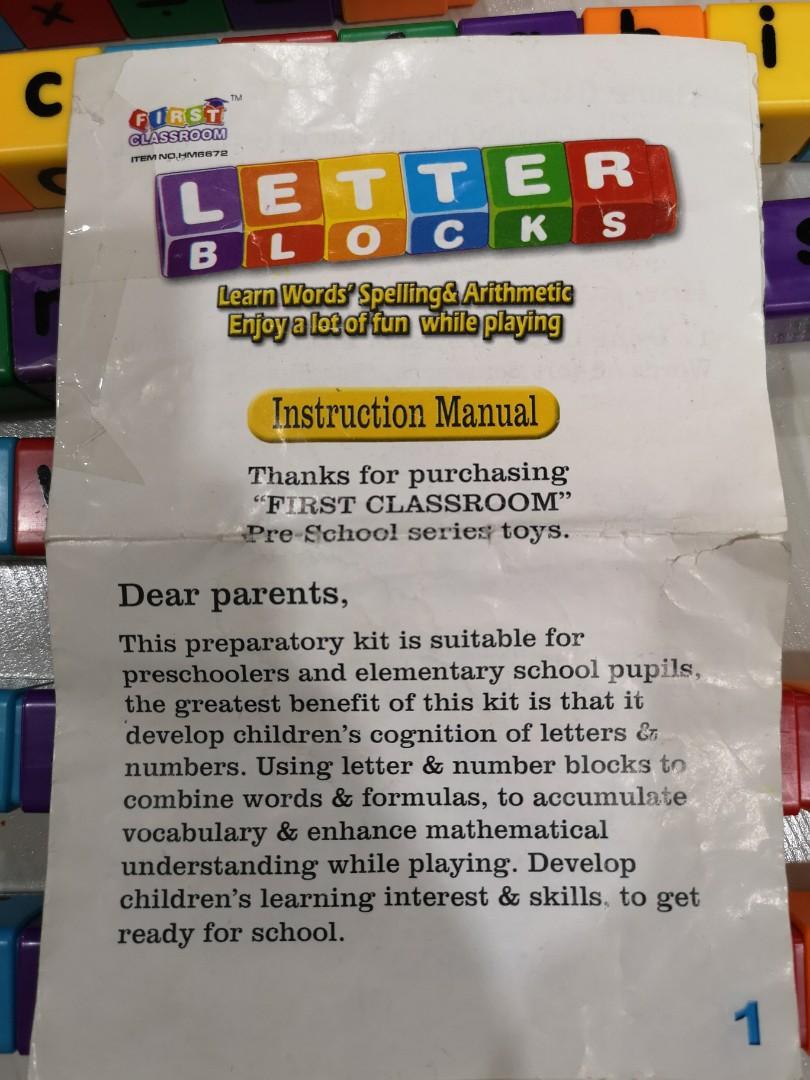 × ÷
c
h i
FIRST TM
CLASSROOM
ITEM NO.HM6672
LETTER
BLOCKS
Learn Words' Spelling& Arithmetic
Enjoy a lot of fun while playing
Instruction Manual
Thanks for purchasing
“FIRST CLASSROOM”
Pre-School series toys.
Dear parents,
This preparatory kit is suitable for
preschoolers and elementary school pupils,
the greatest benefit of this kit is that it
develop children's cognition of letters &
numbers. Using letter & number blocks to
combine words & formulas, to accumulate
vocabulary & enhance mathematical
understanding while playing. Develop
children's learning interest & skills, to get
ready for school.
1